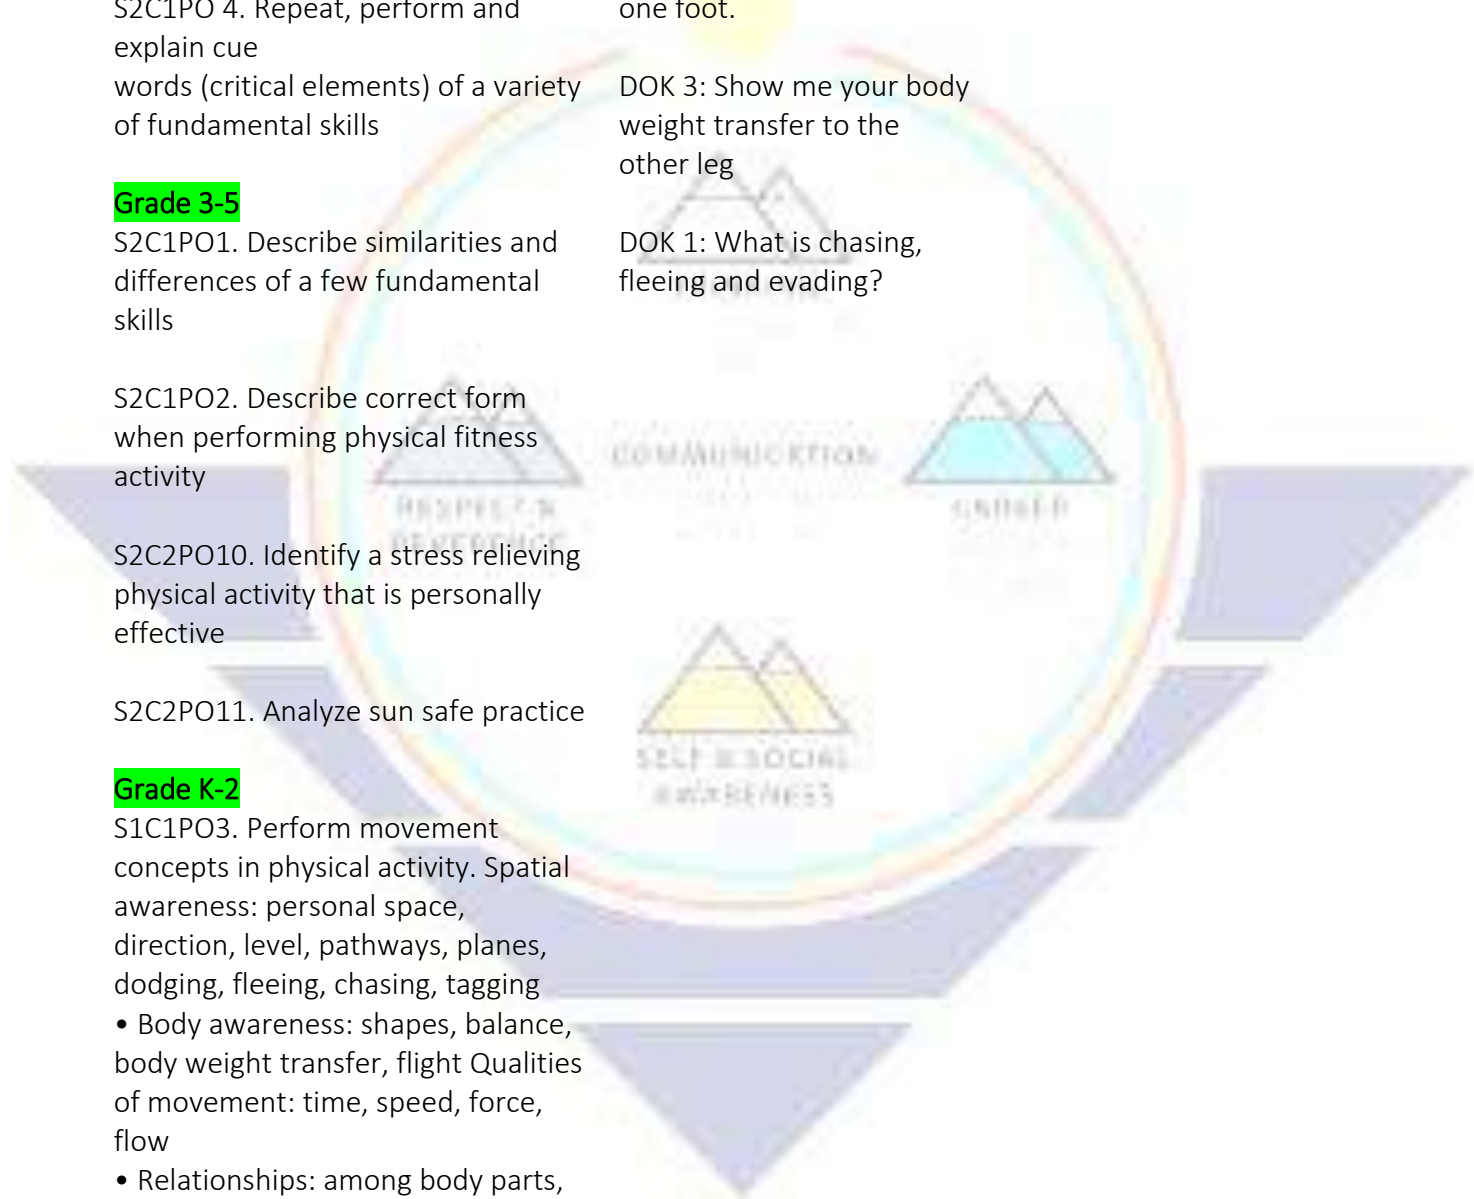 S2C1PO 4. Repeat, perform and
explain cue
words (critical elements) of a variety
of fundamental skills
Grade 3-5
S2C1PO1. Describe similarities and
differences of a few fundamental
skills
S2C1PO2. Describe correct form
when performing physical fitness
activity
S2C2PO10. Identify a stress relieving
physical activity that is personally
effective
S2C2PO11. Analyze sun safe practice
Grade K-2
S1C1PO3. Perform movement
concepts in physical activity. Spatial
awareness: personal space,
direction, level, pathways, planes,
dodging, fleeing, chasing, tagging
• Body awareness: shapes, balance,
body weight transfer, flight Qualities
of movement: time, speed, force,
flow
• Relationships: among body parts,
one foot.
DOK 3: Show me your body
weight transfer to the
other leg
DOK 1: What is chasing,
fleeing and evading?
COMMUNICATION
RESPECT &
REVERENCE
SELF & SOCIAL
AWARENESS